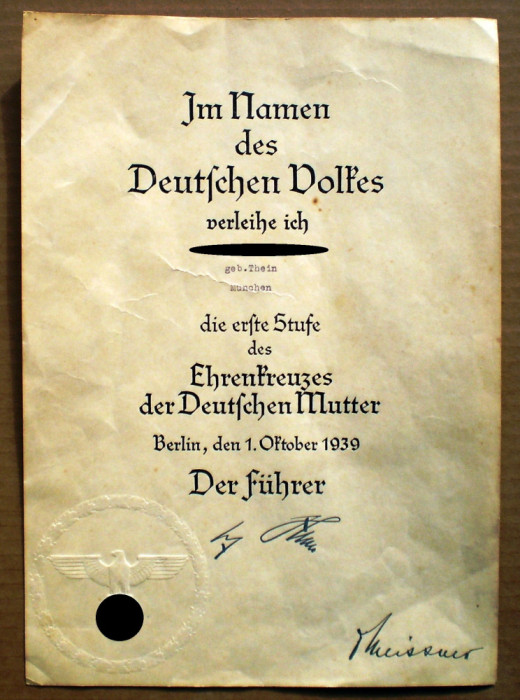 Im Namen
des
Deutſchen Volkes
verleihe ich
geb.Thein
München
die erſte Stufe
des
Ehrenkreuzes
der Deutſchen Mutter
Berlin, den 1. Oktober 1939
Der Führer
Meissner